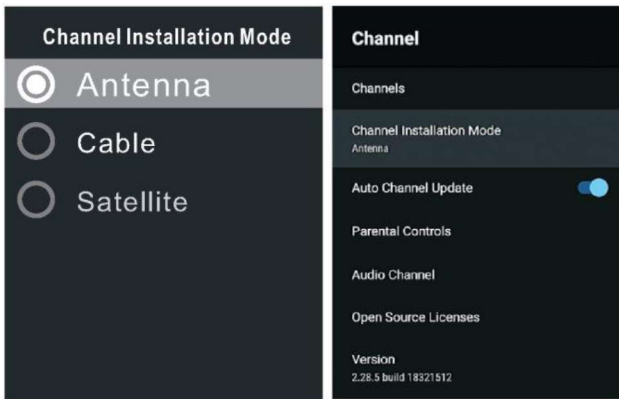 Channel Installation Mode
Antenna
Cable
Satellite
Channel
Channels
Channel Installation Mode
Antenna
Auto Channel Update
Parental Controls
Audio Channel
Open Source Licenses
Version
2.28.5 build 18321512